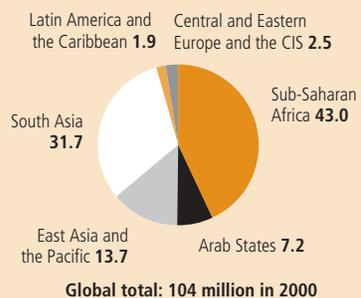 Latin America and
the Caribbean 1.9
Central and Eastern
Europe and the CIS 2.5
Sub-Saharan
Africa 43.0
South Asia
31.7
East Asia and
the Pacific 13.7
Arab States 7.2
Global total: 104 million in 2000